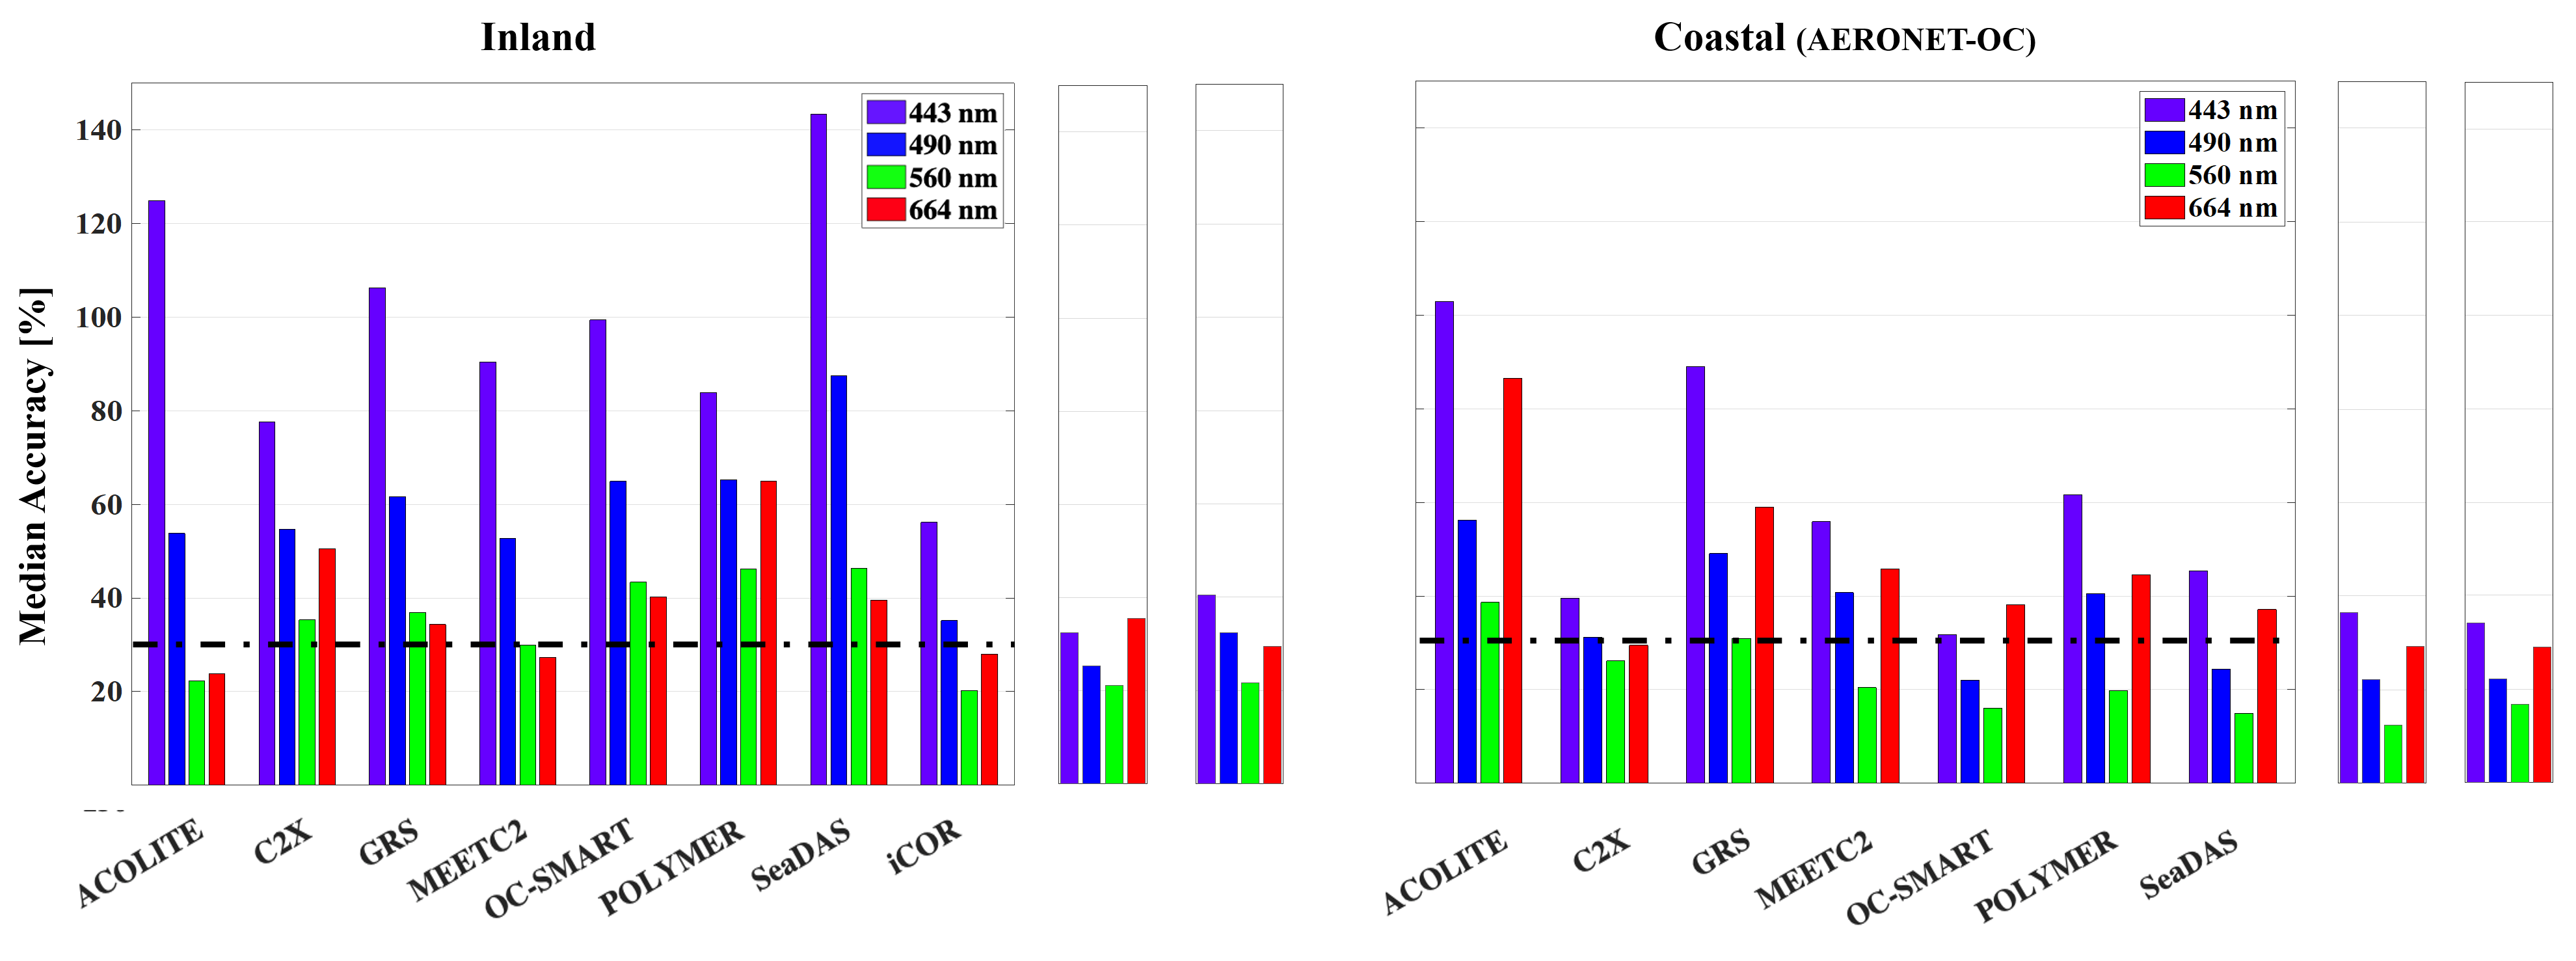 Inland
Coastal (AERONET-OC)
Median Accuracy [%]
140
120
100
80
60
40
20
443 nm
490 nm
560 nm
664 nm
443 nm
490 nm
560 nm
664 nm
ACOLITE
C2X
GRS
MEETC2
OC-SMART
POLYMER
SeaDAS
iCOR
ACOLITE
C2X
GRS
MEETC2
OC-SMART
POLYMER
SeaDAS